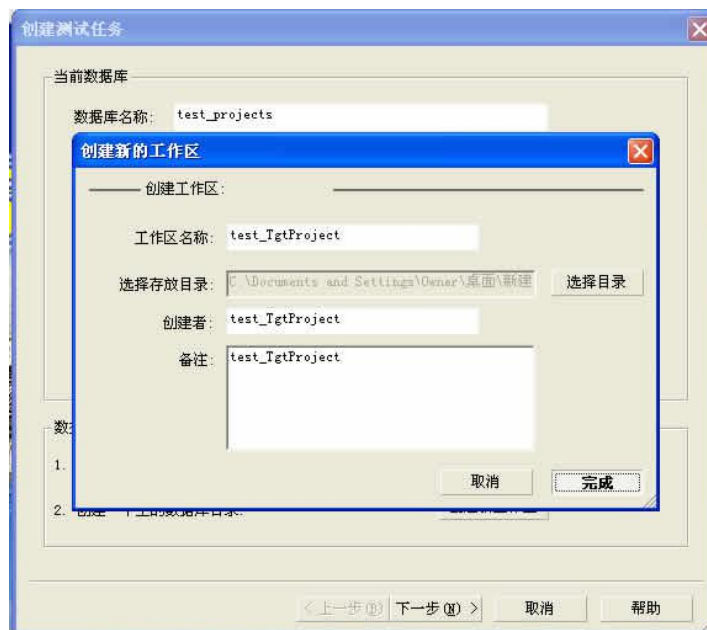 创建测试任务
当前数据库
数据库名称: test_projects
创建新的工作区
创建工作区:
工作区名称: test_TgtProject
选择存放目录: C:\Documents and Settings\Owner\桌面\新建 选择目录
创建者: test_TgtProject
备注: test_TgtProject
取消 完成
数
1.
2.
< 上一步(B) 下一步(N) > 取消 帮助